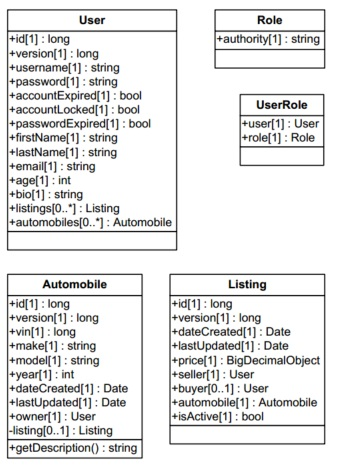 User
+id[1] : long
+version[1] : long
+username[1] : string
+password[1] : string
+accountExpired[1] : bool
+accountLocked[1] : bool
+passwordExpired[1] : bool
+firstName[1] : string
+lastName[1] : string
+email[1] : string
+age[1] : int
+bio[1] : string
+listings[0..*] : Listing
+automobiles[0..*] : Automobile
Role
+authority[1] : string
UserRole
+user[1] : User
+role[1] : Role
Automobile
+id[1] : long
+version[1] : long
+vin[1] : long
+make[1] : string
+model[1] : string
+year[1] : int
+dateCreated[1] : Date
+lastUpdated[1] : Date
+owner[1] : User
-listing[0..1] : Listing
+getDescription() : string
Listing
+id[1] : long
+version[1] : long
+dateCreated[1] : Date
+lastUpdated[1] : Date
+price[1] : BigDecimalObject
+seller[1] : User
+buyer[0..1] : User
+automobile[1] : Automobile
+isActive[1] : bool